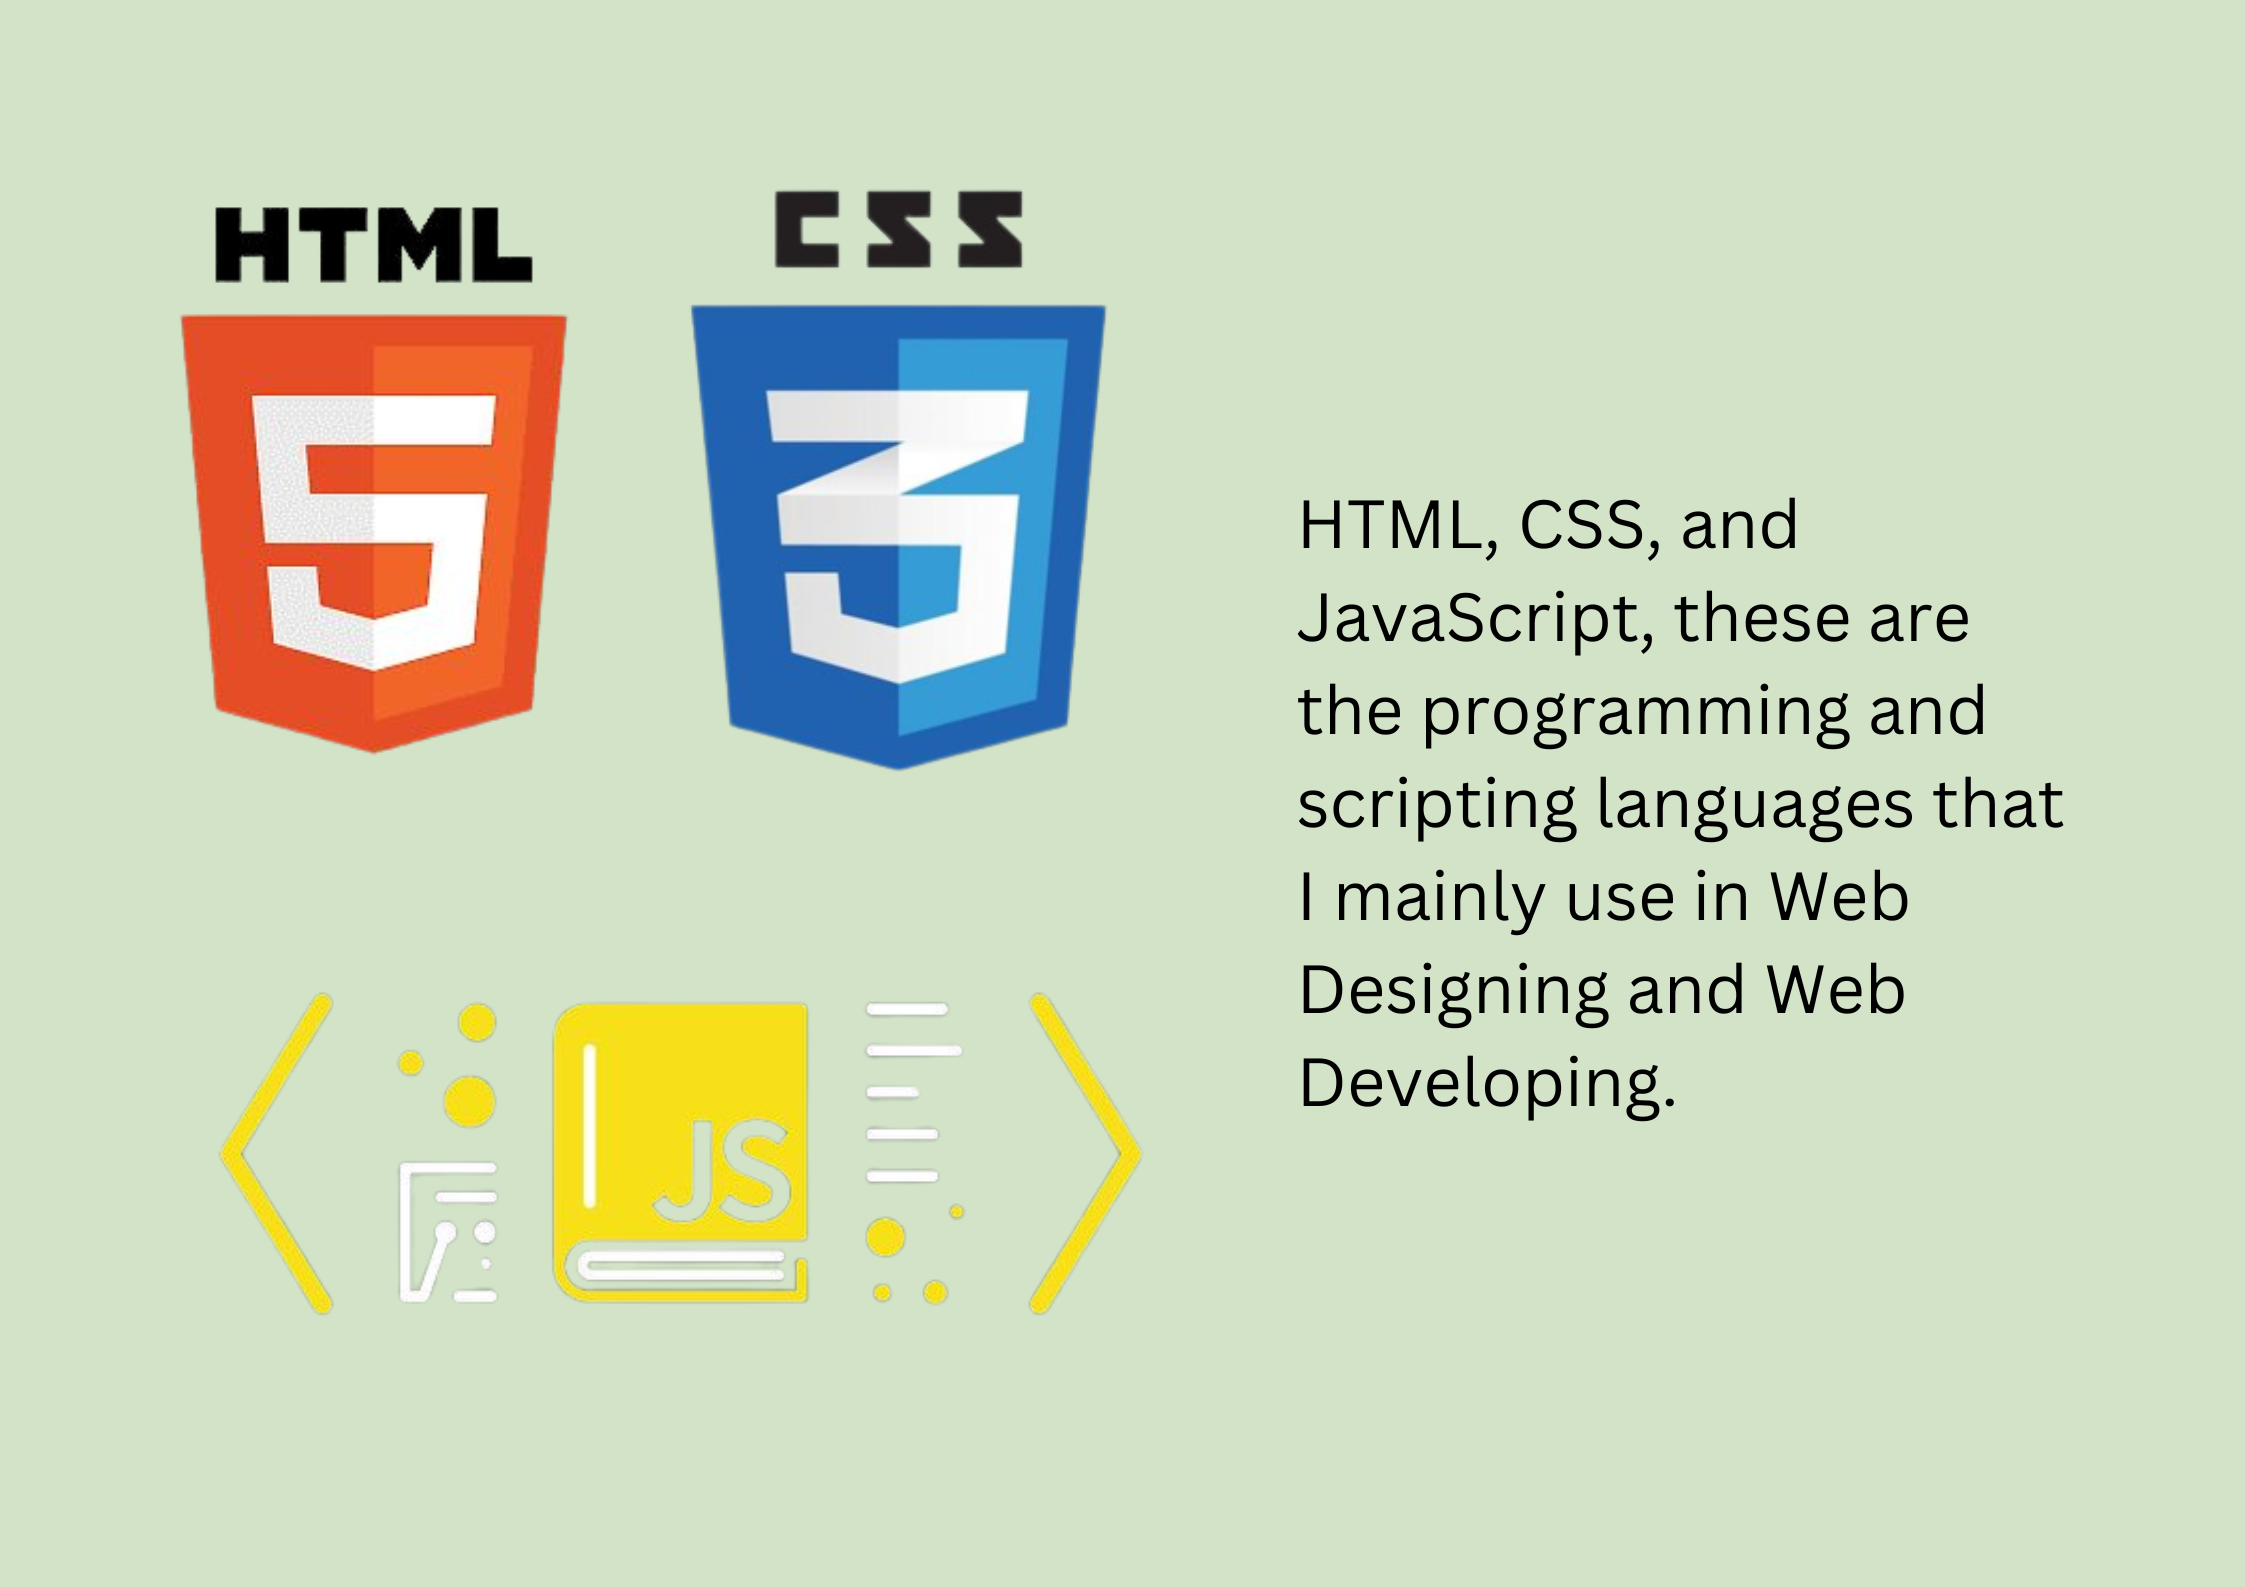 HTML
5
CSS
3
JS
HTML, CSS, and
JavaScript, these are
the programming and
scripting languages that
I mainly use in Web
Designing and Web
Developing.